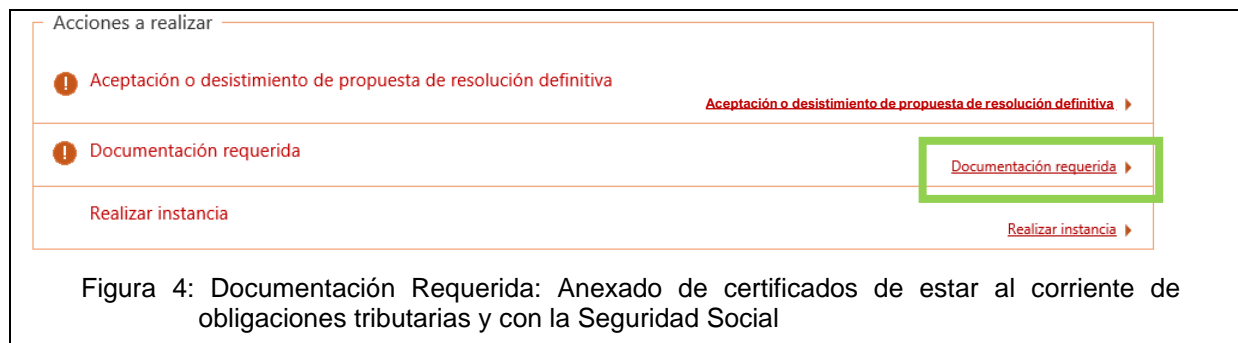 Acciones a realizar
Aceptación o desistimiento de propuesta de resolución definitiva
Aceptación o desistimiento de propuesta de resolución definitiva
Documentación requerida
Documentación requerida
Realizar instancia
Realizar instancia
Figura 4: Documentación Requerida: Anexado de certificados de estar al corriente de
obligaciones tributarias y con la Seguridad Social